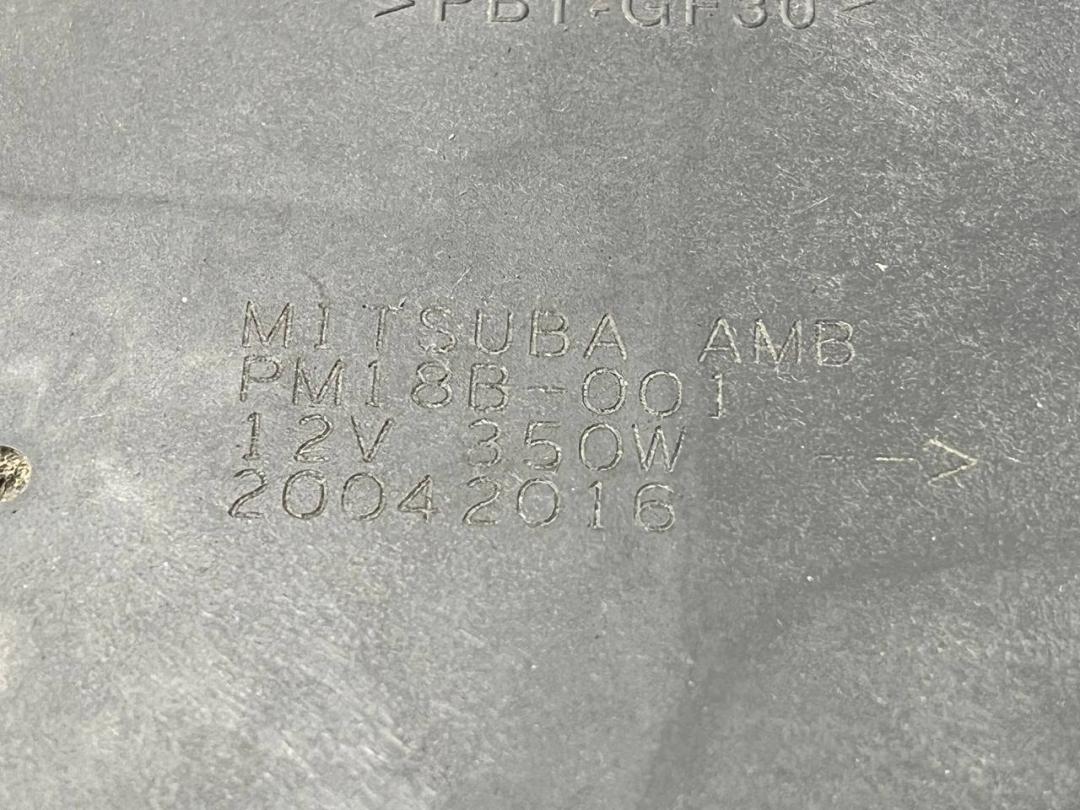 >PBT-GF30<
MITSUBA AMB
PM18B-001
12V 350W
20042016